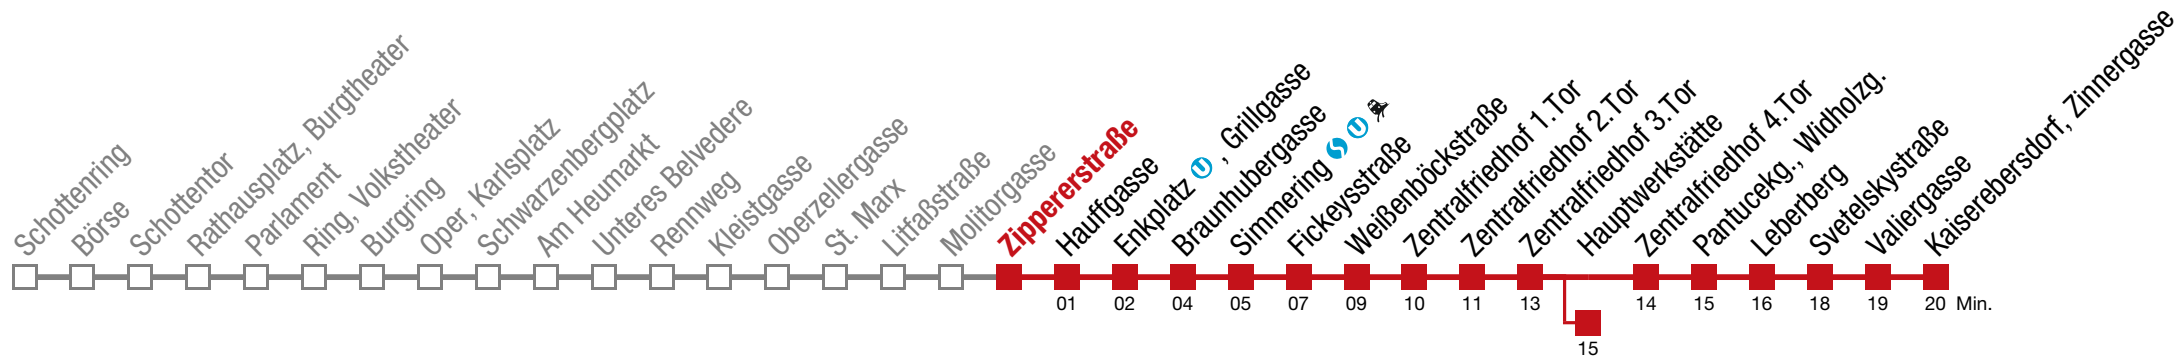 Schottenring
Börse
Schottentor
Rathausplatz, Burgtheater
Parlament
Ring, Volkstheater
Burgring
Oper, Karlsplatz
Schwarzenbergplatz
Am Heumarkt
Unteres Belvedere
Rennweg
Kleistgasse
Oberzellergasse
St. Marx
Litfaßstraße
Molitorgasse
Zippererstraße
Hauffgasse
Enkplatz U , Grillgasse
Braunhubergasse
Simmering S U
Fickeysstraße
Weißenböckstraße
Zentralfriedhof 1.Tor
Zentralfriedhof 2.Tor
Zentralfriedhof 3.Tor
Hauptwerkstätte
Zentralfriedhof 4.Tor
Pantucekg., Widholzg.
Leberberg
Svetelskystraße
Valiergasse
Kaiserebersdorf, Zinnergasse
01 02 04 05 07 09 10 11 13 14 15 16 18 19 20 Min.
15